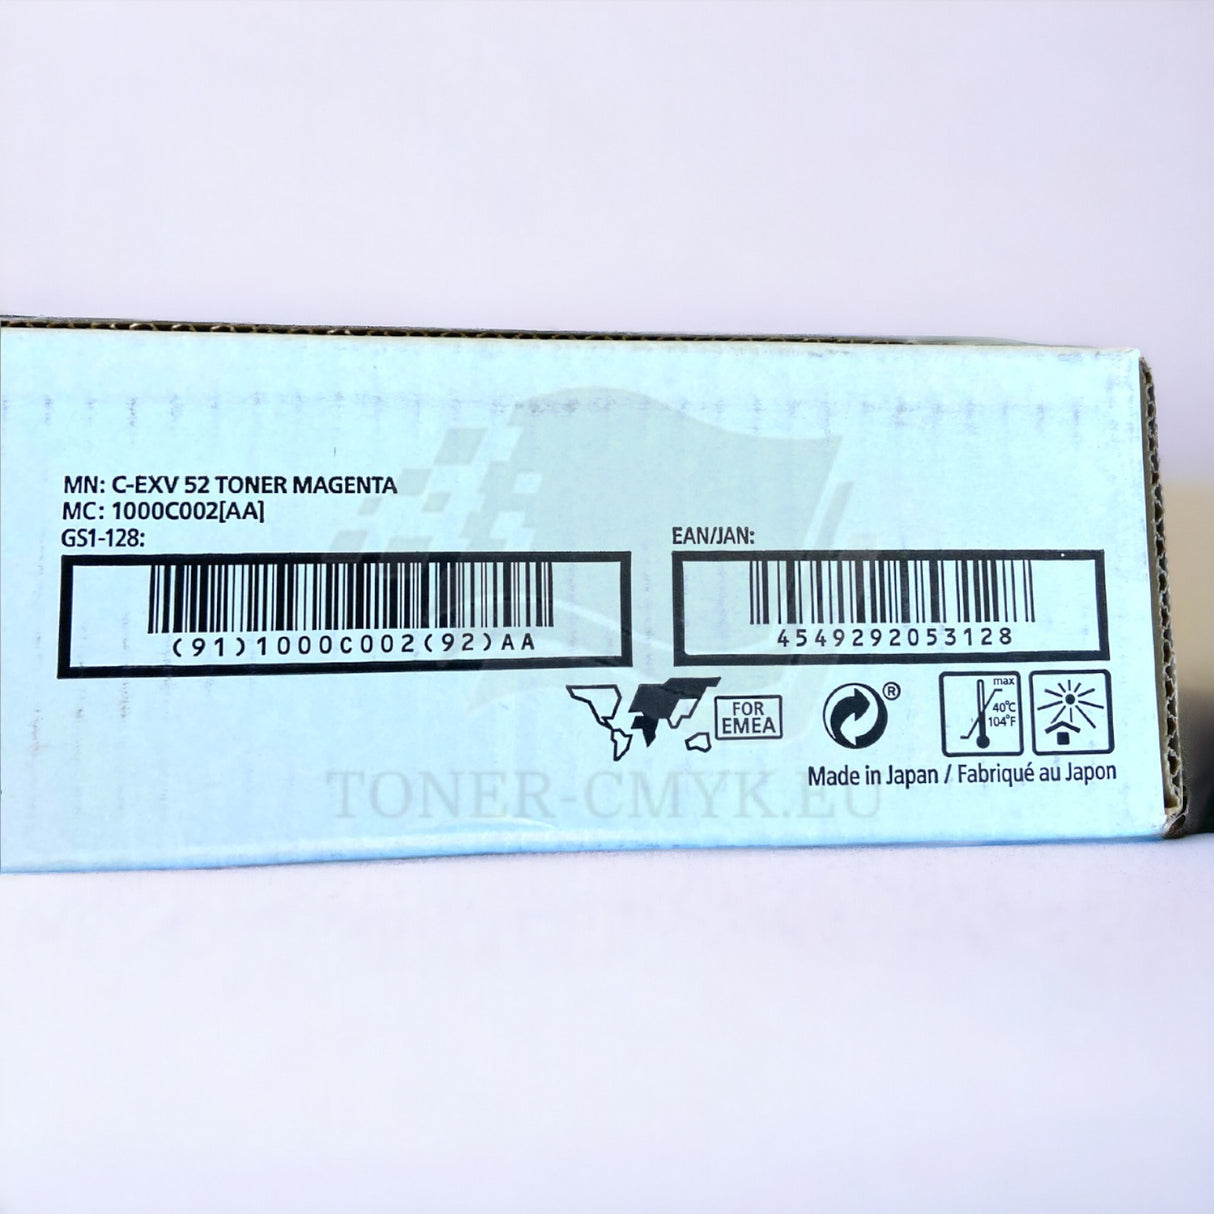 MN: C-EXV 52 TONER MAGENTA
MC: 1000C002[AA]
GS1-128:
(91)1000C002(92)AA
EAN/JAN:
4549292053128
FOR
EMEA
®
max
40°C
104°F
Made in Japan / Fabriqué au Japon
TONER-CMYK.EU